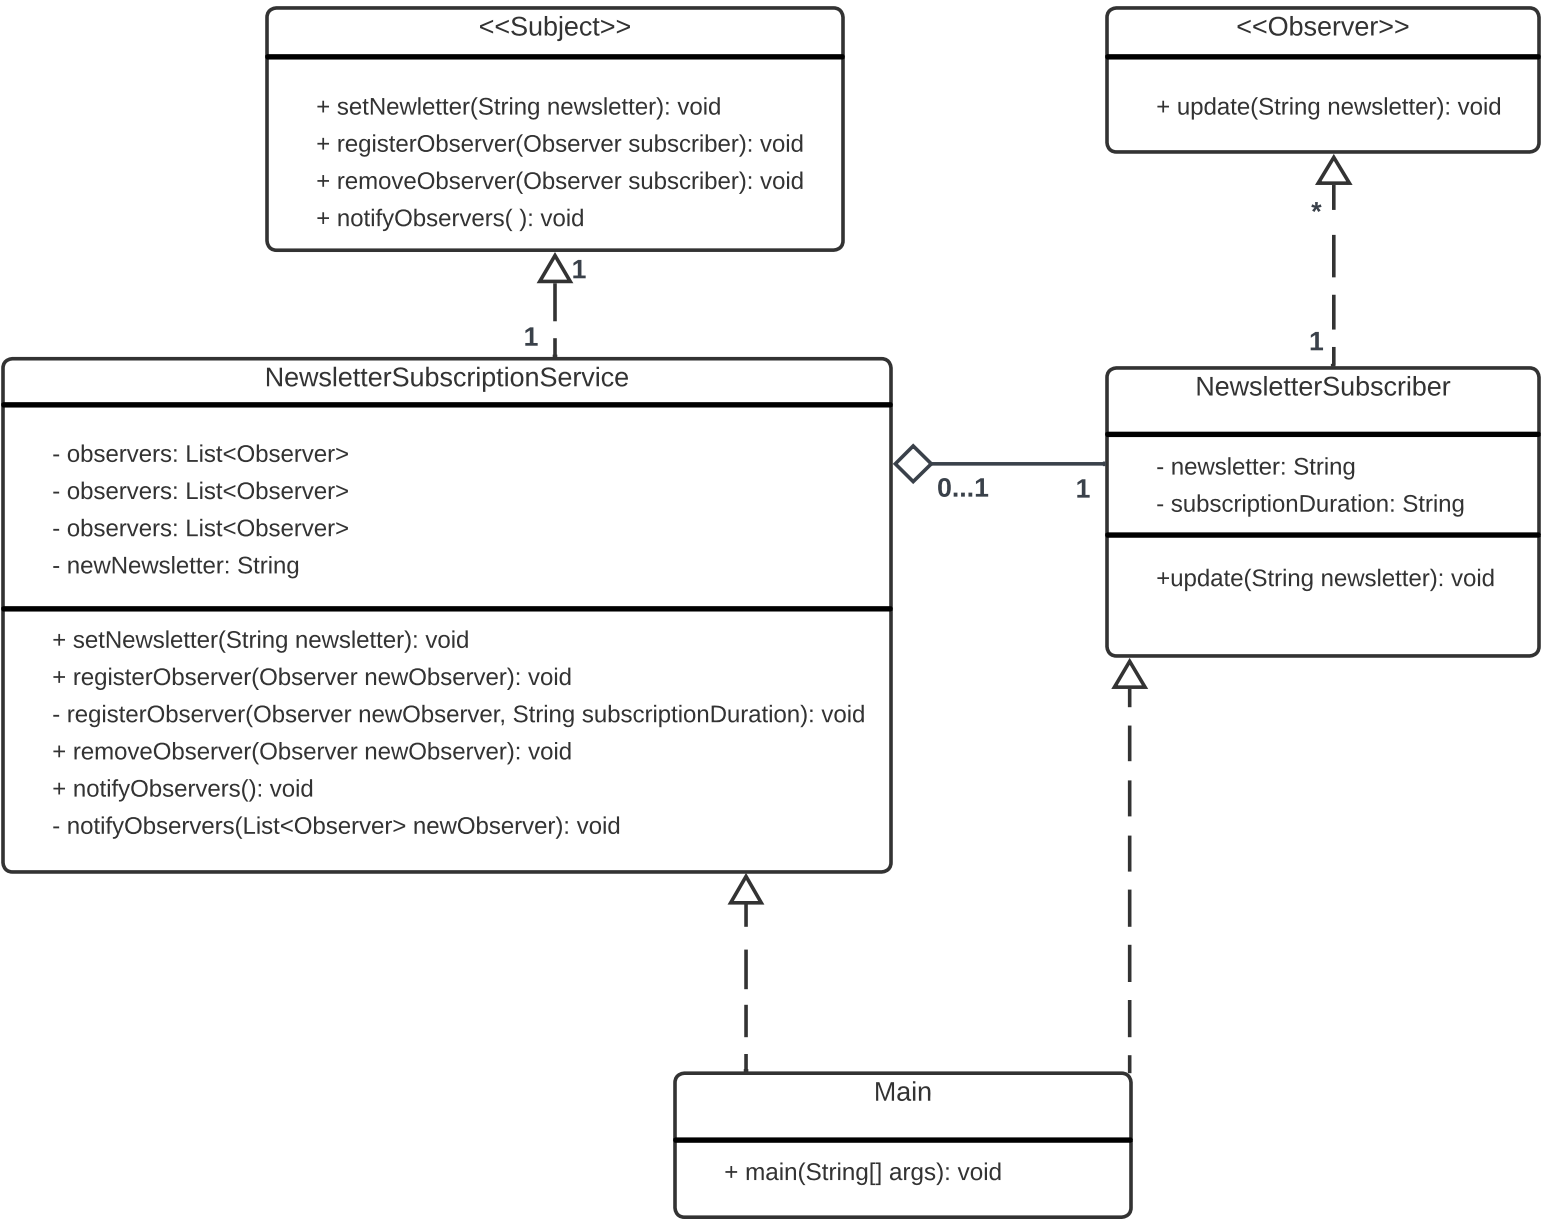 <<Subject>>
+ setNewletter(String newsletter): void
+ registerObserver(Observer subscriber): void
+ removeObserver(Observer subscriber): void
+ notifyObservers( ): void
<<Observer>>
+ update(String newsletter): void
1
1
*
1
NewsletterSubscriptionService
- observers: List<Observer>
- observers: List<Observer>
- observers: List<Observer>
- newNewsletter: String
+ setNewsletter(String newsletter): void
+ registerObserver(Observer newObserver): void
- registerObserver(Observer newObserver, String subscriptionDuration): void
+ removeObserver(Observer newObserver): void
+ notifyObservers(): void
- notifyObservers(List<Observer> newObserver): void
0...1
1
NewsletterSubscriber
- newsletter: String
- subscriptionDuration: String
+update(String newsletter): void
Main
+ main(String[] args): void